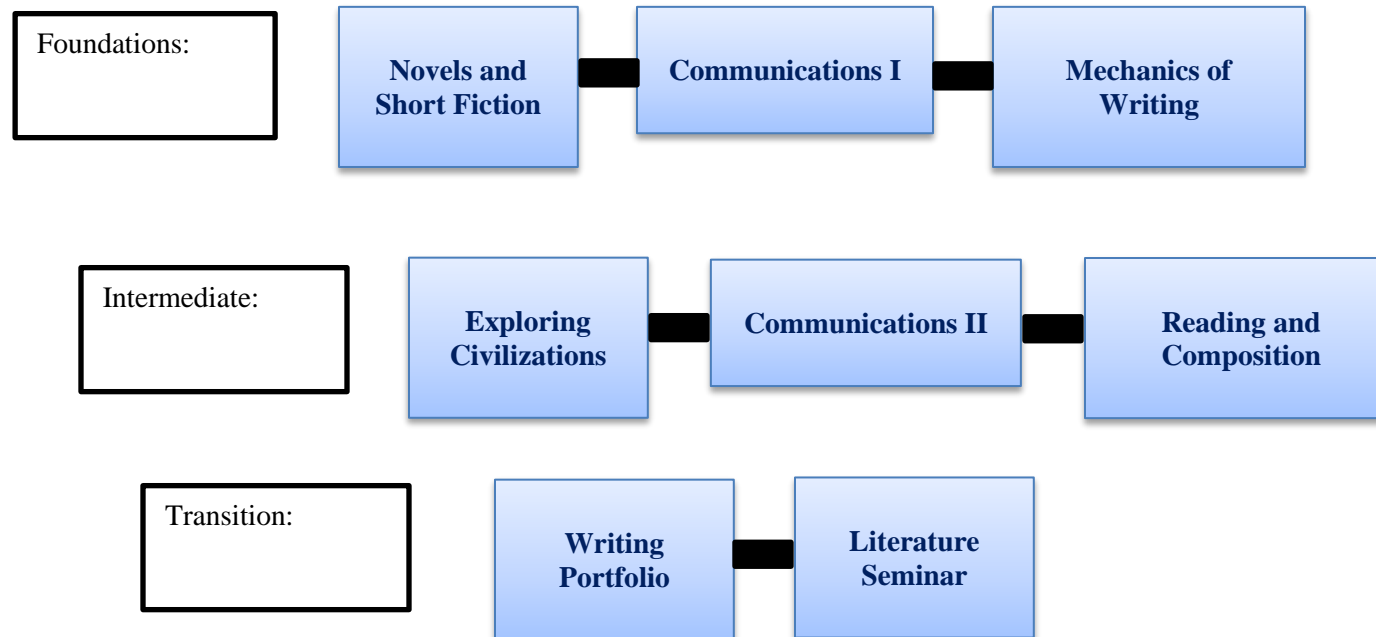 Foundations:
Novels and
Short Fiction
Communications I
Mechanics of
Writing
Intermediate:
Exploring
Civilizations
Communications II
Reading and
Composition
Transition:
Writing
Portfolio
Literature
Seminar